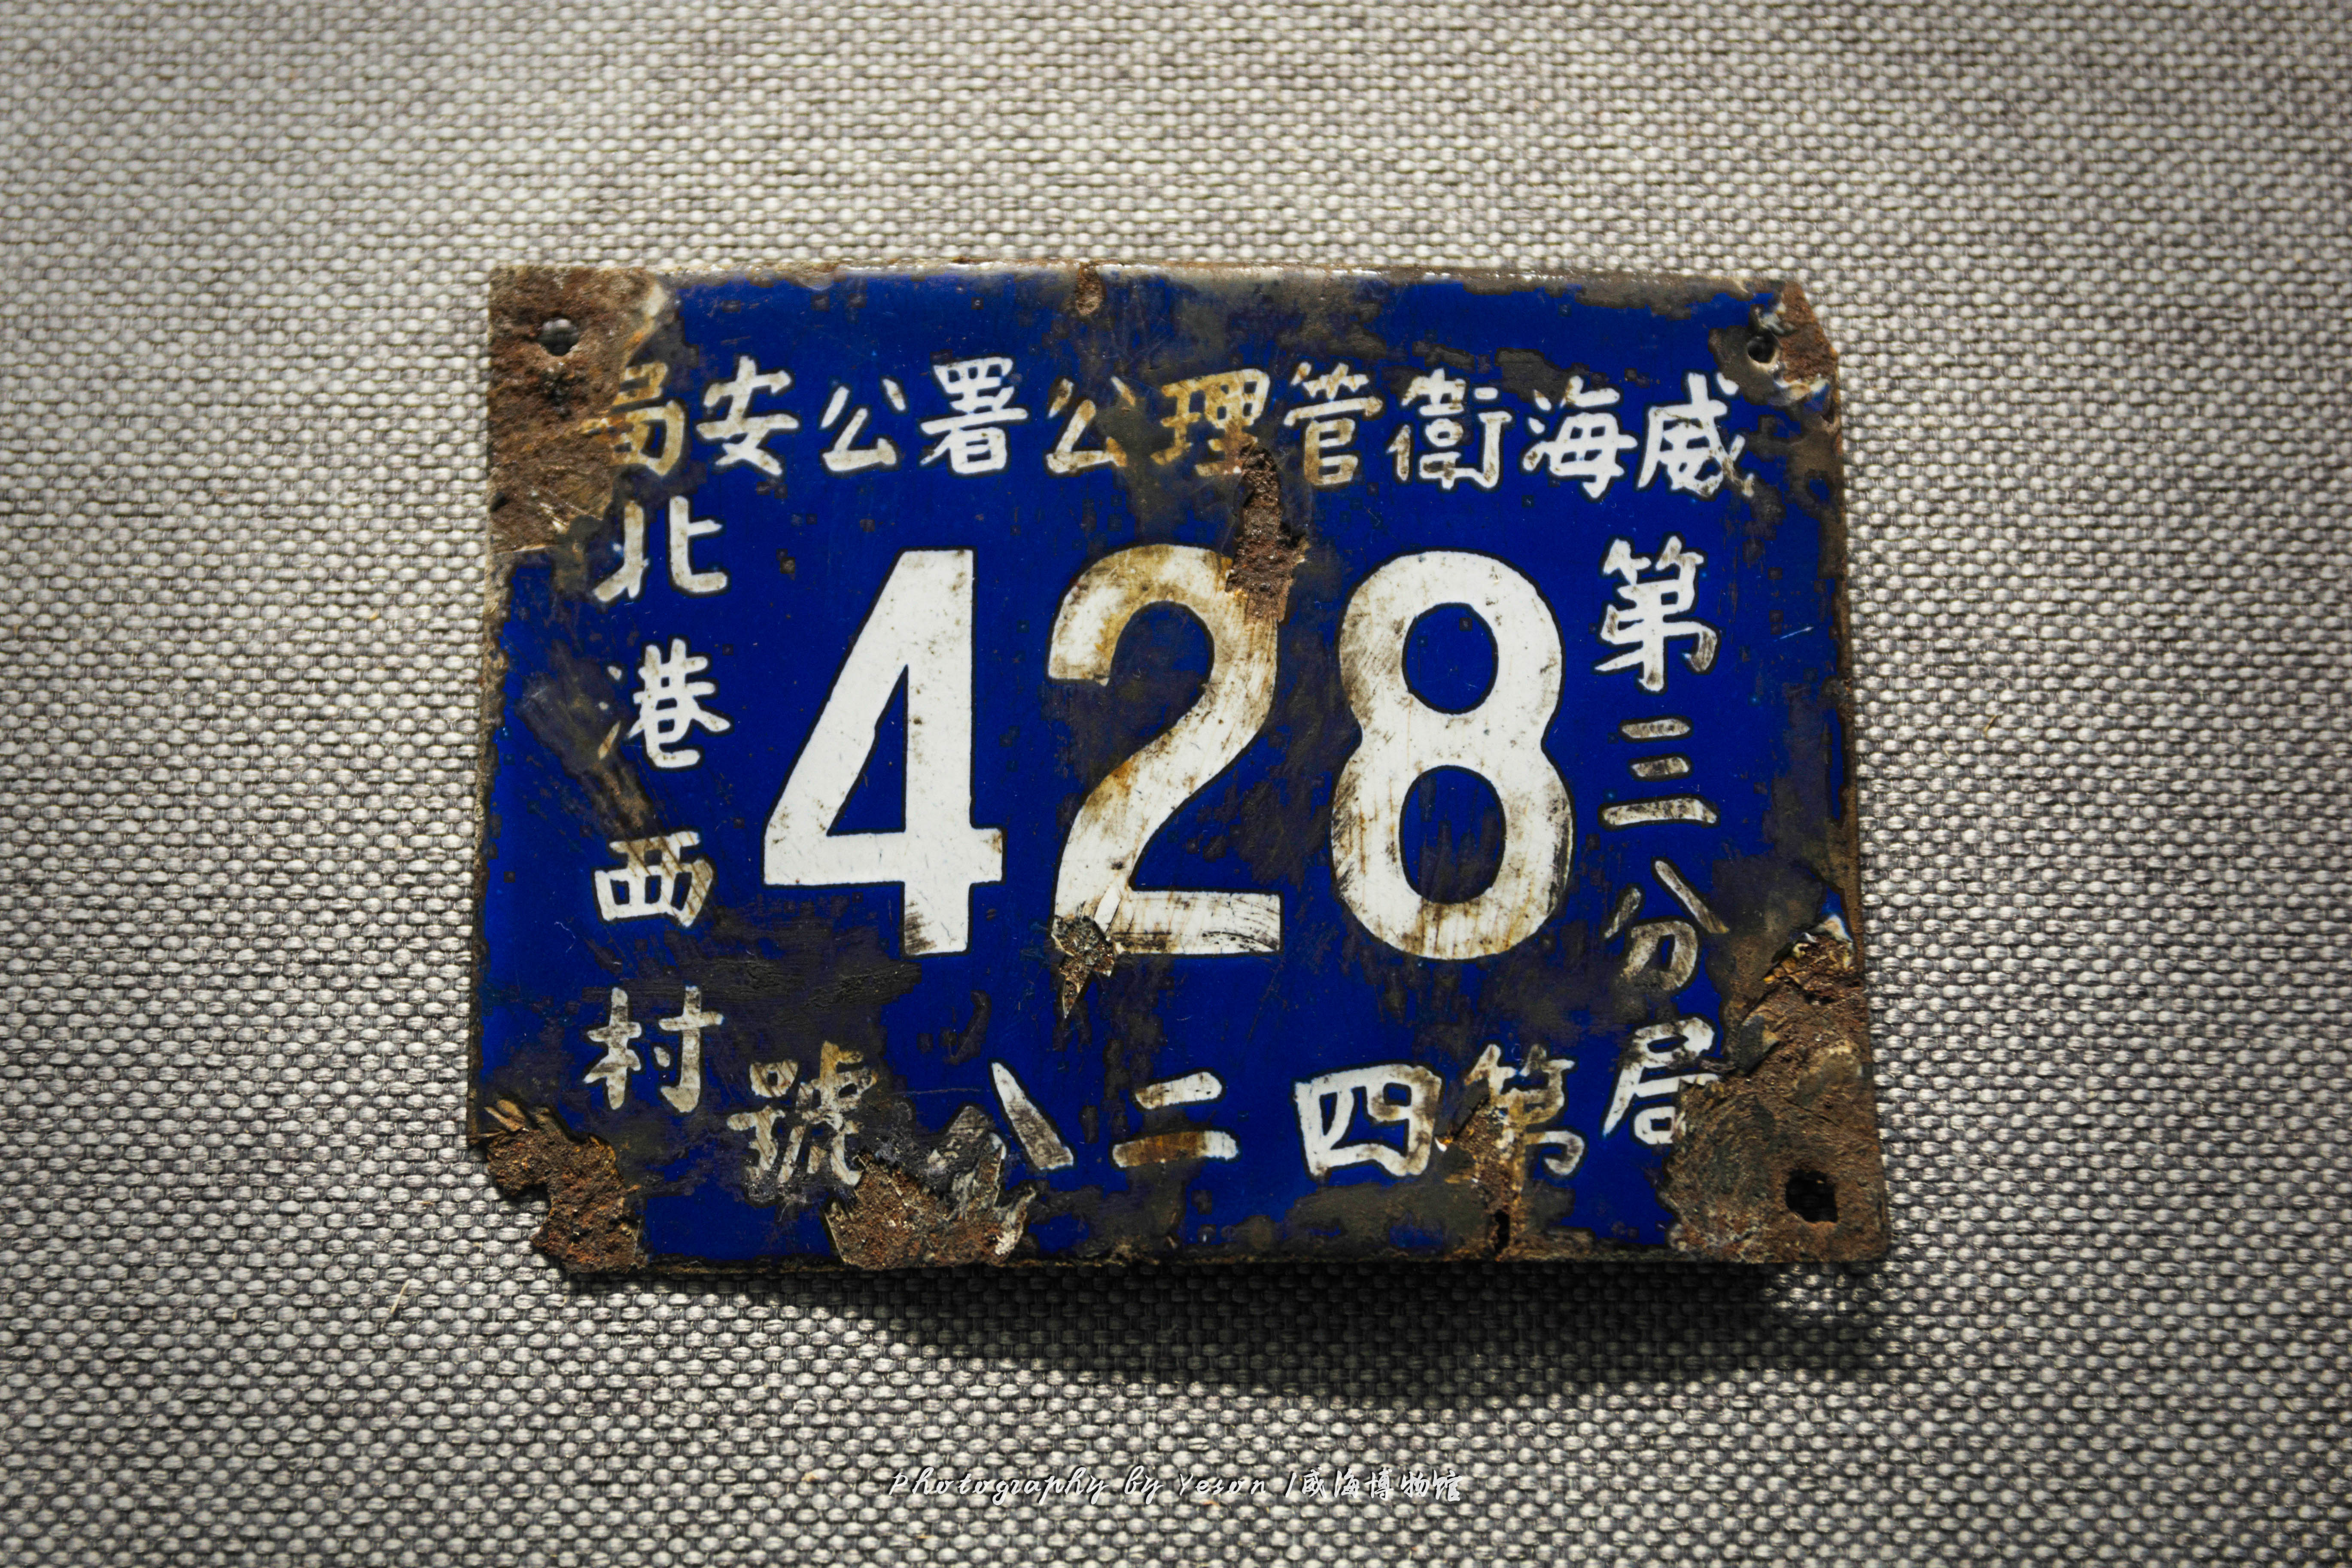 威海衛管理公署公安局
第三分局
428
北巷西村
第四二八號
Photography by Yeson /威海博物馆